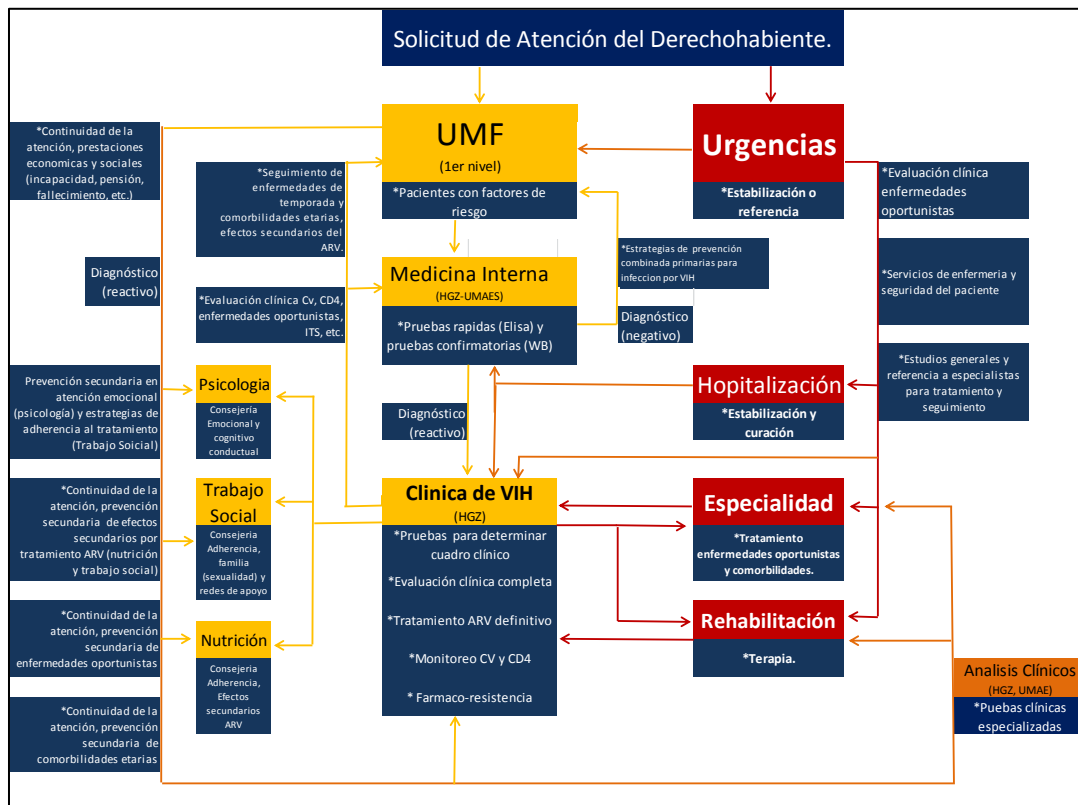 Solicitud de Atención del Derechohabiente.
*Continuidad de la
atención, prestaciones
economicas y sociales
(incapacidad, pensión,
fallecimiento, etc.)
UMF
(1er nivel)
*Pacientes con factores de
riesgo
Urgencias
*Estabilización o
referencia
*Seguimiento de
enfermedades de
temporada y
comorbilidades etarias,
efectos secundarios del
ARV.
*Evaluación clínica
enfermedades
oportunistas
Diagnóstico
(reactivo)
Medicina Interna
(HGZ-UMAES)
*Pruebas rapidas (Elisa) y
pruebas confirmatorias (WB)
*Estrategias de prevención
combinada primarias para
infeccion por VIH
Diagnóstico
(negativo)
*Servicios de enfermeria y
seguridad del paciente
*Evaluación clínica Cv, CD4,
enfermedades oportunistas,
ITS, etc.
*Estudios generales y
referencia a especialistas
para tratamiento y
seguimiento
Prevención secundaria en
atención emocional
(psicología) y estrategias de
adherencia al tratamiento
(Trabajo Soicial)
Psicologia
Consejería
Emocional y
cognitivo
conductual
Diagnóstico
(reactivo)
Hopitalización
*Estabilización y
curación
*Continuidad de la
atención, prevención
secundaria de efectos
secundarios por
tratamiento ARV (nutrición
y trabajo social)
Trabajo
Social
Consejería
Adherencia,
familia
(sexualidad) y
redes de apoyo
Clinica de VIH
(HGZ)
*Pruebas para determinar
cuadro clínico
*Evaluación clínica completa
*Tratamiento ARV definitivo
*Monitoreo CV y CD4
* Farmaco-resistencia
Especialidad
*Tratamiento
enfermedades oportunistas
y comorbilidades.
*Continuidad de la
atención, prevención
secundaria de
enfermedades oportunistas
Nutrición
Consejería
Adherencia,
Efectos
secundarios
ARV
Rehabilitación
*Terapia.
Analisis Clínicos
(HGZ, UMAE)
*Puebas clínicas
especializadas
*Continuidad de la
atención, prevención
secundaria de
comorbilidades etarias